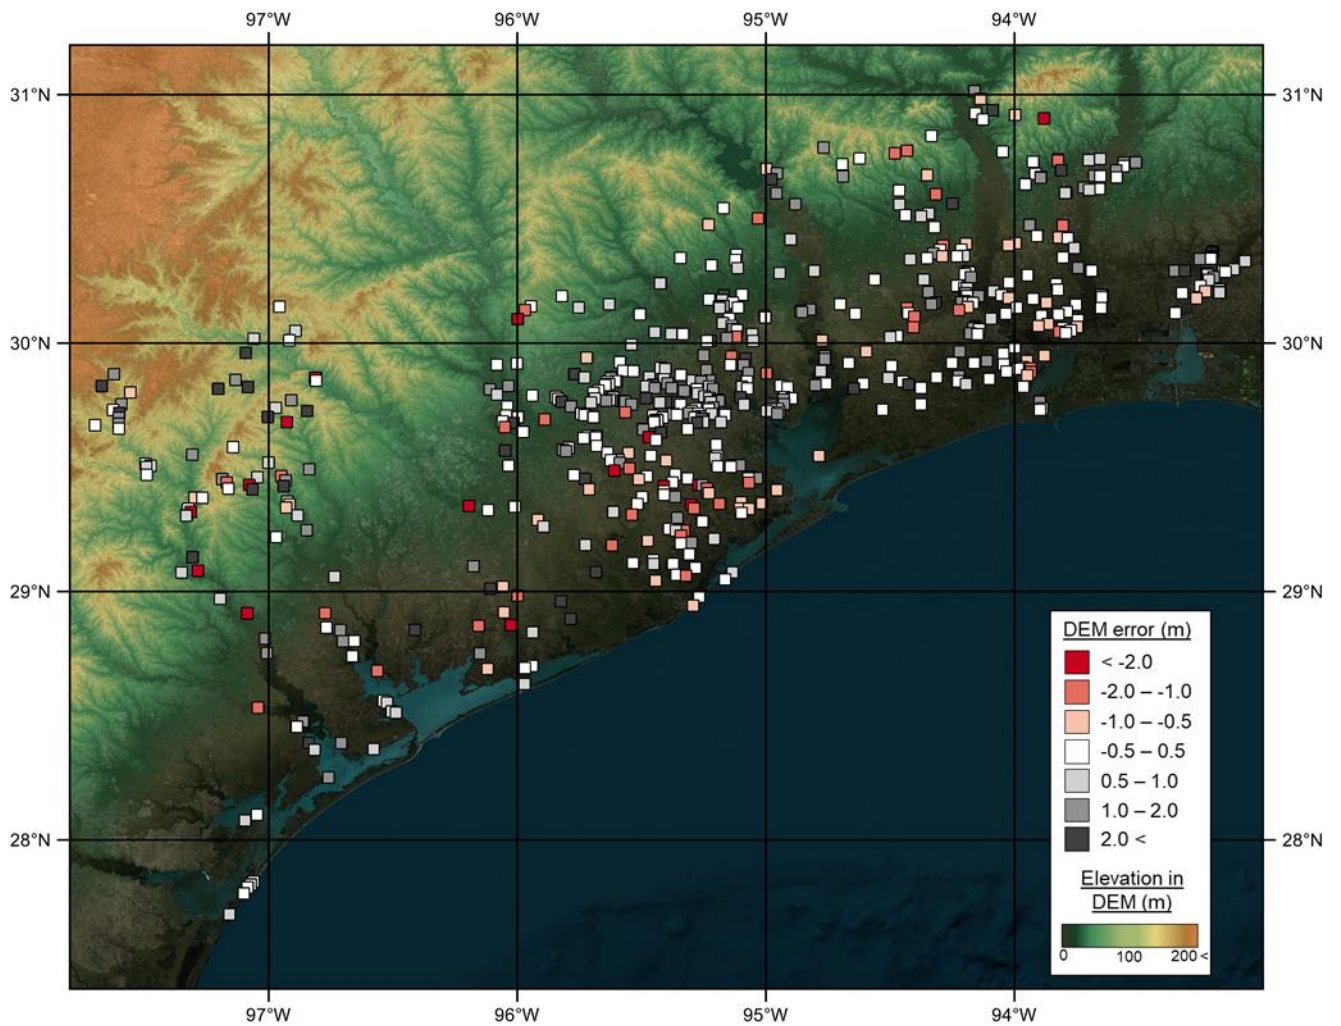 97°W 96°W 95°W 94°W
31°N 31°N
30°N 30°N
29°N 29°N
DEM error (m)
< -2.0
-2.0 – -1.0
-1.0 – -0.5
-0.5 – 0.5
0.5 – 1.0
1.0 – 2.0
2.0 <
28°N 28°N
Elevation in
DEM (m)
0 100 200 <
97°W 96°W 95°W 94°W